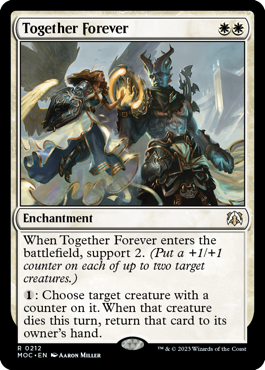 Together Forever
Enchantment
When Together Forever enters the
battlefield, support 2. (Put a +1/+1
counter on each of up to two target
creatures.)
1: Choose target creature with a
counter on it. When that creature
dies this turn, return that card to its
owner's hand.
R 0212
MOC • EN Aaron Miller
™ & © 2023 Wizards of the Coast